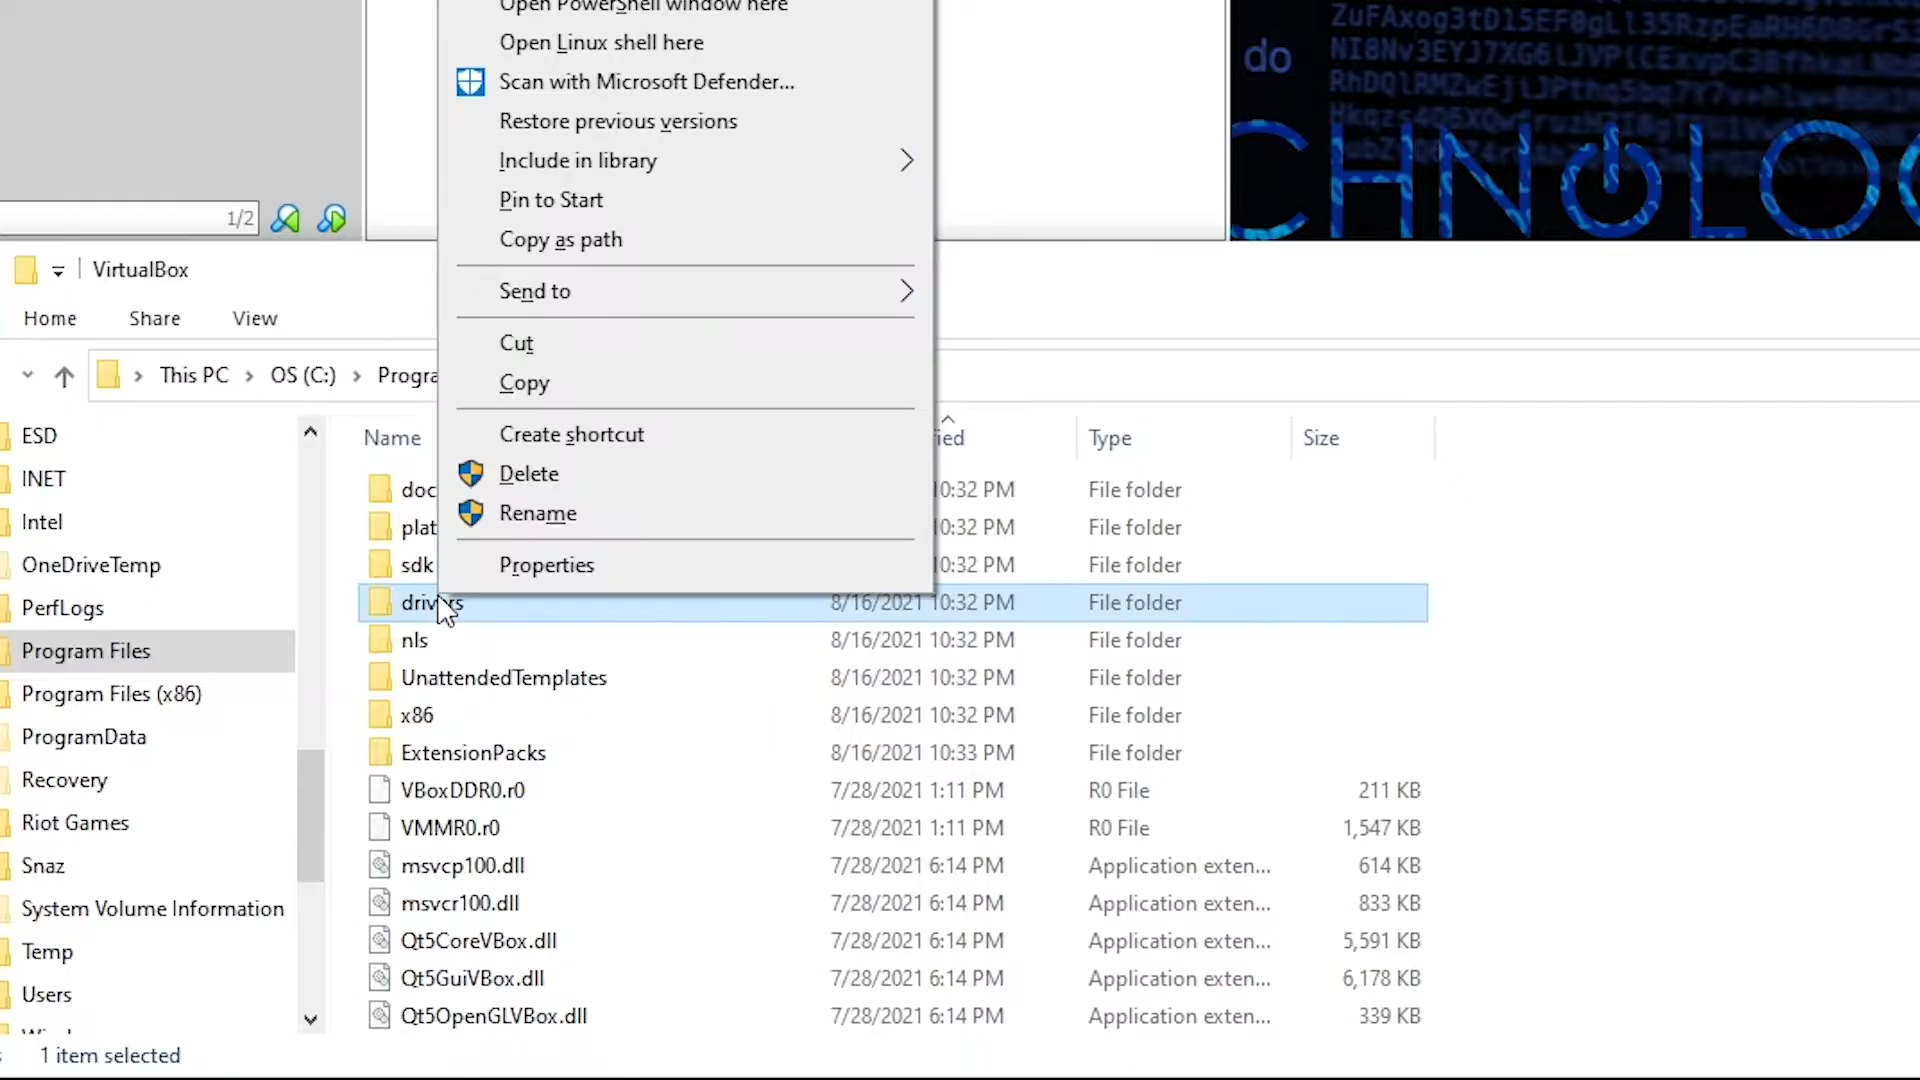 Open PowerShell window here
Open Linux shell here
Scan with Microsoft Defender...
Restore previous versions
Include in library
Pin to Start
Copy as path
Send to
Cut
Copy
Create shortcut
Delete
Rename
Properties
do
CHNOLOG
1/2
VirtualBox
Home Share View
This PC > OS (C:) > Progra
ESD
INET
Intel
OneDriveTemp
PerfLogs
Program Files
Program Files (x86)
ProgramData
Recovery
Riot Games
Snaz
System Volume Information
Temp
Users
Name ied Type Size
doc 0:32 PM File folder
plat 0:32 PM File folder
sdk 0:32 PM File folder
drivers 8/16/2021 10:32 PM File folder
nls 8/16/2021 10:32 PM File folder
UnattendedTemplates 8/16/2021 10:32 PM File folder
x86 8/16/2021 10:32 PM File folder
ExtensionPacks 8/16/2021 10:33 PM File folder
VBoxDDR0.r0 7/28/2021 1:11 PM R0 File 211 KB
VMMR0.r0 7/28/2021 1:11 PM R0 File 1,547 KB
msvcp100.dll 7/28/2021 6:14 PM Application exten... 614 KB
msvcr100.dll 7/28/2021 6:14 PM Application exten... 833 KB
Qt5CoreVBox.dll 7/28/2021 6:14 PM Application exten... 5,591 KB
Qt5GuiVBox.dll 7/28/2021 6:14 PM Application exten... 6,178 KB
Qt5OpenGLVBox.dll 7/28/2021 6:14 PM Application exten... 339 KB
1 item selected